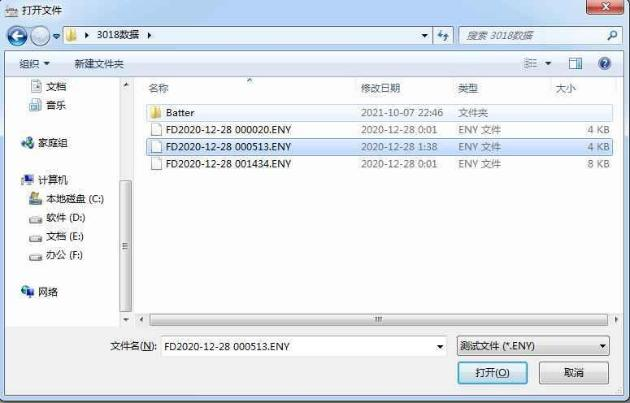 打开文件
3018数据
搜索 3018数据
组织 新建文件夹
文档
音乐
家庭组
计算机
本地磁盘 (C:)
软件 (D:)
文档 (E:)
办公 (F:)
网络
名称 修改日期 类型 大小
Batter 2021-10-07 22:46 文件夹
FD2020-12-28 000020.ENY 2020-12-28 0:01 ENY 文件 4 KB
FD2020-12-28 000513.ENY 2020-12-28 1:38 ENY 文件 4 KB
FD2020-12-28 001434.ENY 2020-12-28 0:01 ENY 文件 8 KB
文件名(N): FD2020-12-28 000513.ENY 测试文件 (*.ENY)
打开(O) 取消